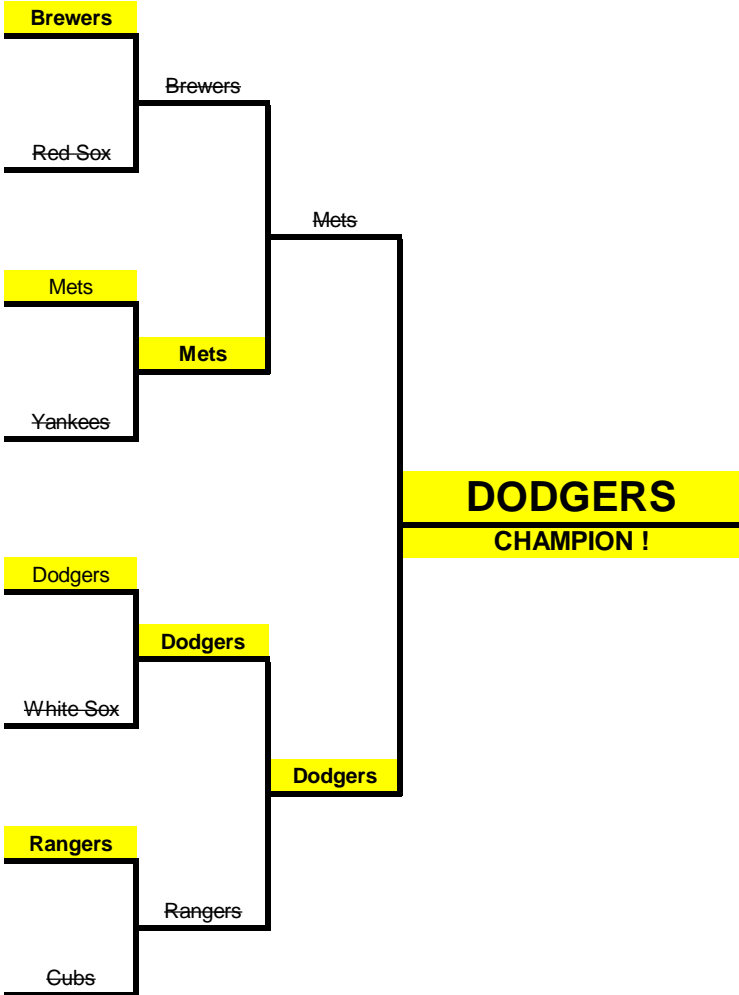 Brewers
Brewers
Red Sox
Mets
Mets
Mets
Yankees
DODGERS
CHAMPION !
Dodgers
Dodgers
White Sox
Dodgers
Rangers
Rangers
Cubs